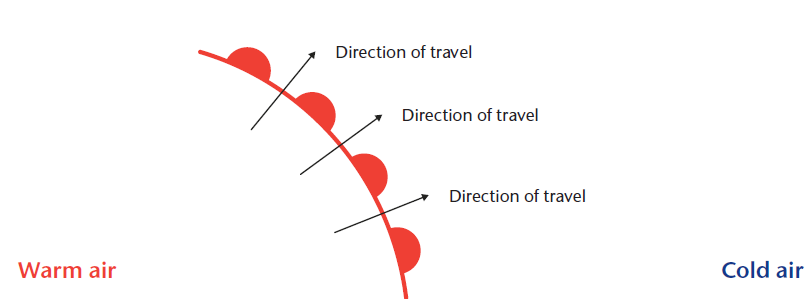 Direction of travel
Direction of travel
Direction of travel
Warm air
Cold air